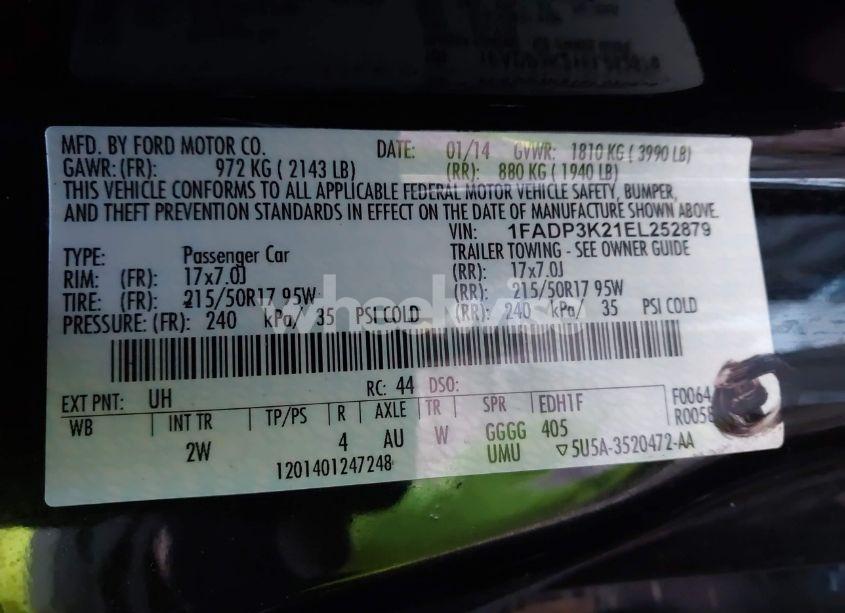 MFD. BY FORD MOTOR CO. DATE: 01/14 GVWR: 1810 KG ( 3990 LB)
GAWR: (FR): 972 KG ( 2143 LB) (RR): 880 KG ( 1940 LB)
THIS VEHICLE CONFORMS TO ALL APPLICABLE FEDERAL MOTOR VEHICLE SAFETY, BUMPER,
AND THEFT PREVENTION STANDARDS IN EFFECT ON THE DATE OF MANUFACTURE SHOWN ABOVE.
VIN: 1FADP3K21EL252879
TYPE: Passenger Car TRAILER TOWING - SEE OWNER GUIDE
RIM: (FR): 17x7.0J (RR): 17x7.0J
TIRE: (FR): 215/50R17 95W (RR): 215/50R17 95W
PRESSURE: (FR): 240 kPa/ 35 PSI COLD (RR): 240 kPa/ 35 PSI COLD
EXT PNT: UH RC: 44 DSO: F0064
WB INT TR TP/PS R AXLE TR SPR EDH1F R0058
2W 4 AU W GGGG 405
UMU ▽5U5A-3520472-AA
1201401247248